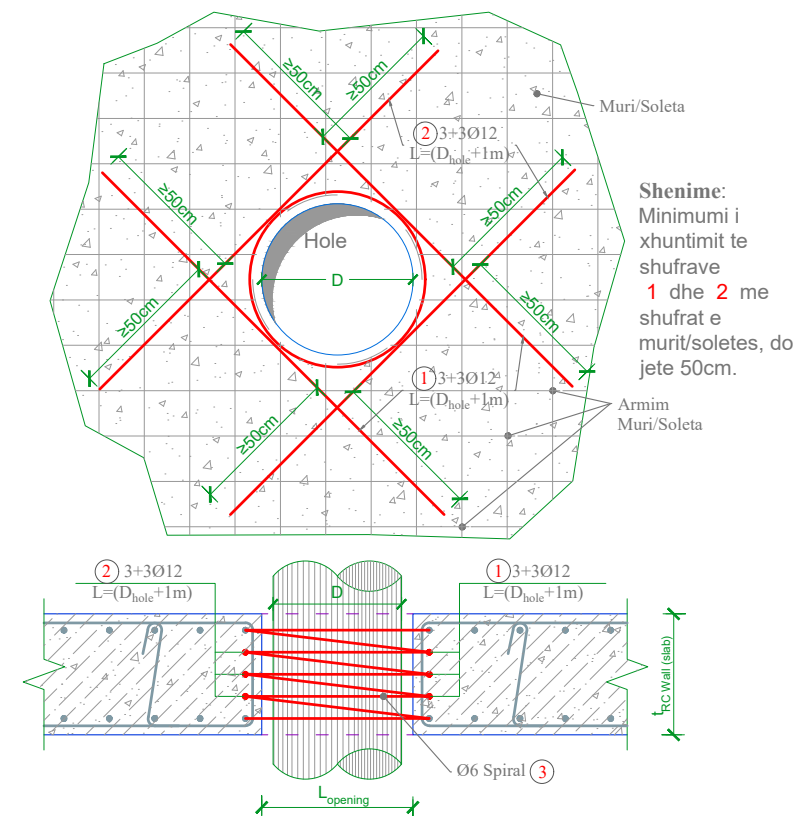 ≥50cm
≥50cm
Muri/Soleta
2 3+3Ø12
L=(Dhole+1m)
≥50cm
≥50cm
Shenime:
Minimumi i
xhuntimit te
shufrave
1 dhe 2 me
shufrat e
murit/soletes, do
jete 50cm.
Hole
D
≥50cm
≥50cm
1 3+3Ø12
L=(Dhole+1m)
Armim
Muri/Soleta
≥50cm
≥50cm
2 3+3Ø12
L=(Dhole+1m)
D
1 3+3Ø12
L=(Dhole+1m)
tRC Wall (slab)
Ø6 Spiral 3
Lopening